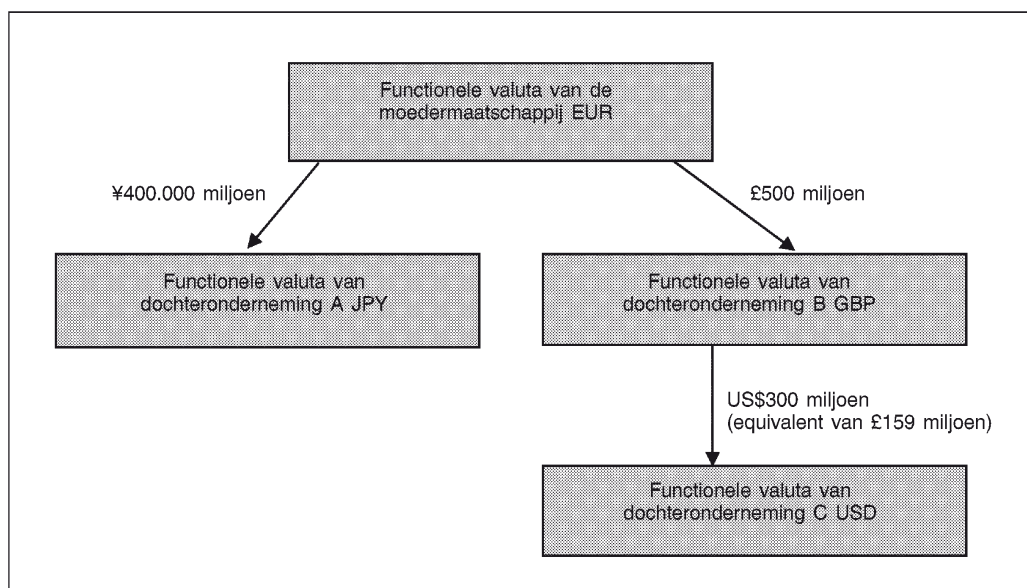 Functionele valuta van de
moedermaatschappij EUR
¥400.000 miljoen
£500 miljoen
Functionele valuta van
dochteronderneming A JPY
Functionele valuta van
dochteronderneming B GBP
US$300 miljoen
(equivalent van £159 miljoen)
Functionele valuta van
dochteronderneming C USD